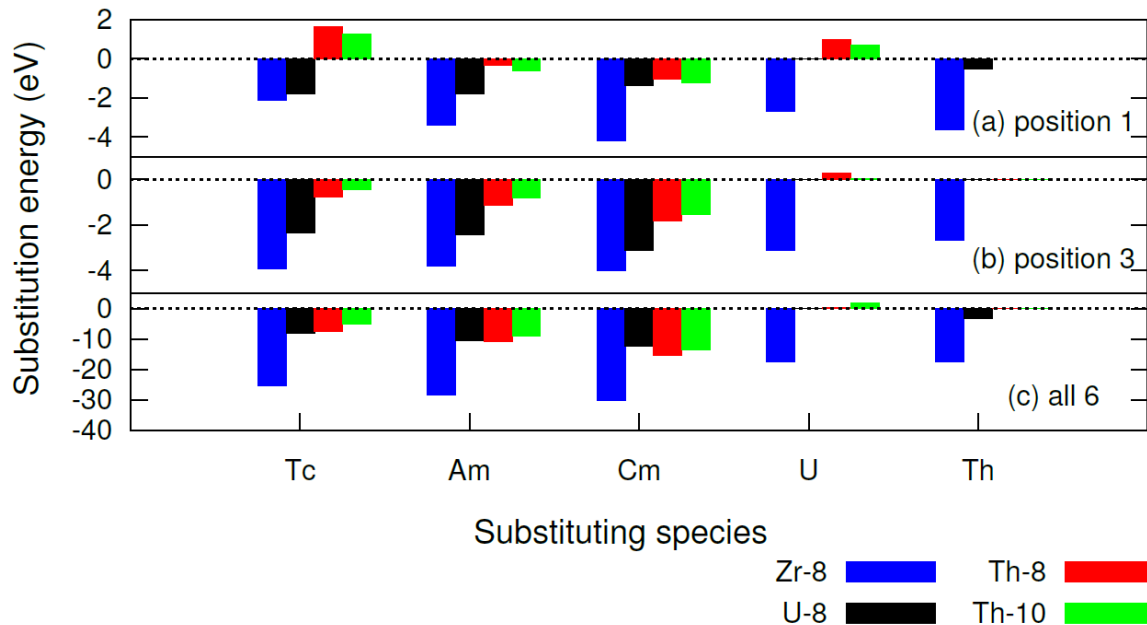 Substitution energy (eV)
2
0
-2
-4
(a) position 1
0
-2
-4
(b) position 3
0
-10
-20
-30
-40
(c) all 6
Tc Am Cm U Th
Substituting species
Zr-8 Th-8
U-8 Th-10